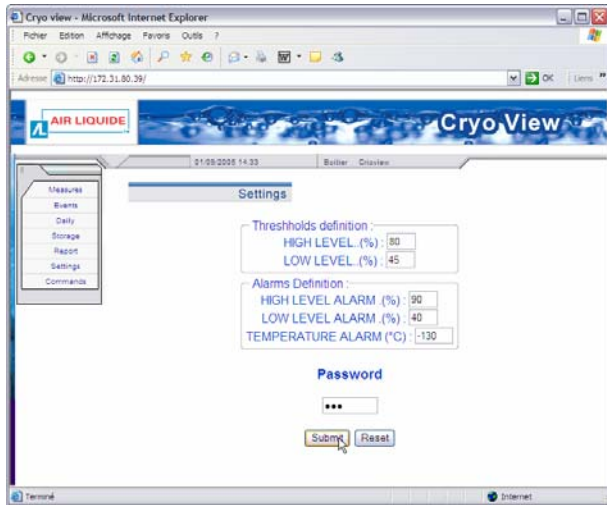 Cryo view - Microsoft Internet Explorer
Fichier Edition Affichage Favoris Outils ?
Adresse http://172.31.80.39/ OK Liens »
AIR LIQUIDE
Cryo View
14:33
Measures
Events
Daily
Storage
Report
Settings
Commands
Settings
Threshholds definition :
HIGH LEVEL..(%) : 80
LOW LEVEL..(%) : 45
Alarms Definition :
HIGH LEVEL ALARM .(%) : 90
LOW LEVEL ALARM .(%) : 40
TEMPERATURE ALARM (°C) : -130
Password
•••
Submit Reset
Terminé Internet